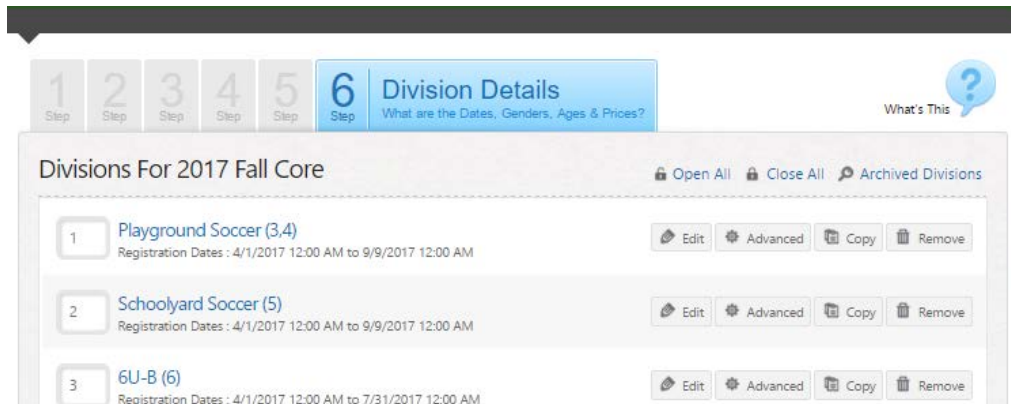 1 Step
2 Step
3 Step
4 Step
5 Step
6 Step
Division Details
What are the Dates, Genders, Ages & Prices?
What's This
?
Divisions For 2017 Fall Core
Open All Close All Archived Divisions
1 Playground Soccer (3,4) Edit Advanced Copy Remove
Registration Dates : 4/1/2017 12:00 AM to 9/9/2017 12:00 AM
2 Schoolyard Soccer (5) Edit Advanced Copy Remove
Registration Dates : 4/1/2017 12:00 AM to 9/9/2017 12:00 AM
3 6U-B (6) Edit Advanced Copy Remove
Registration Dates : 4/1/2017 12:00 AM to 7/31/2017 12:00 AM